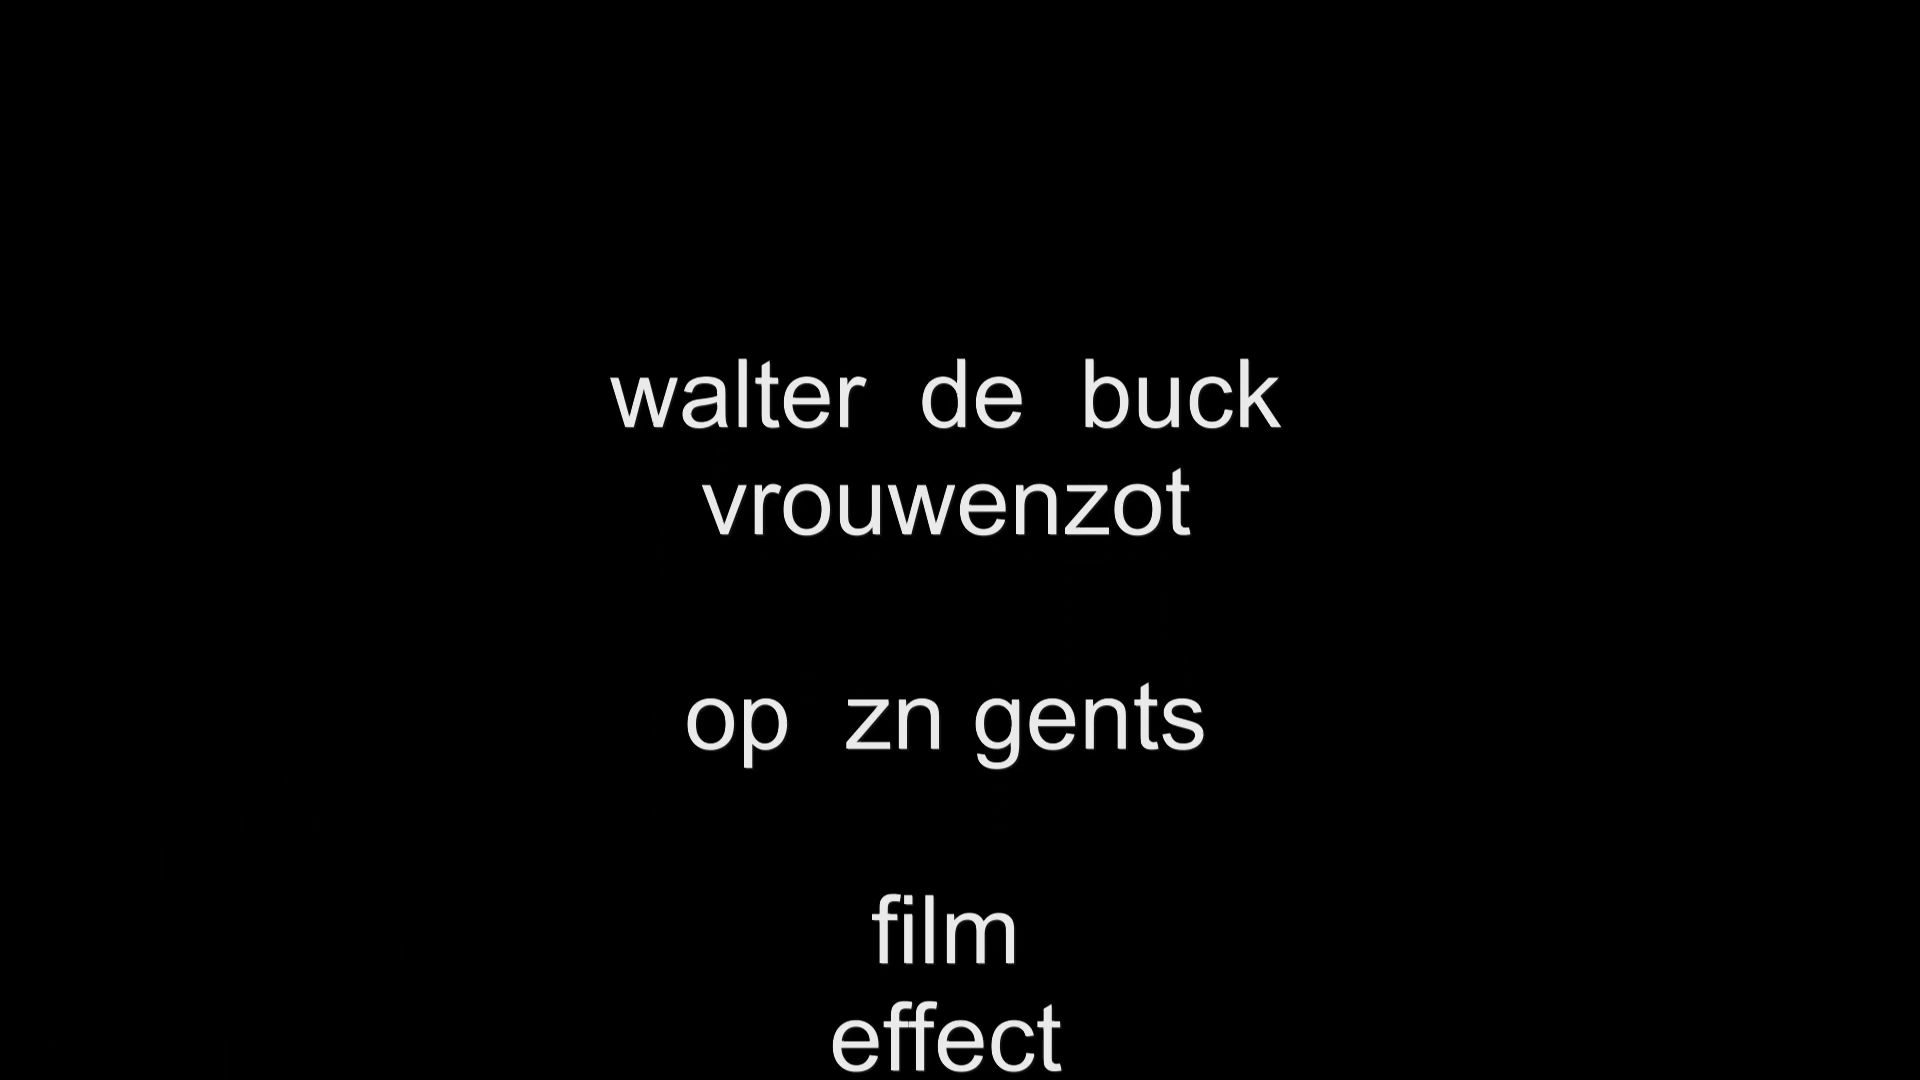 walter de buck
vrouwenzot
op zn gents
film
effect